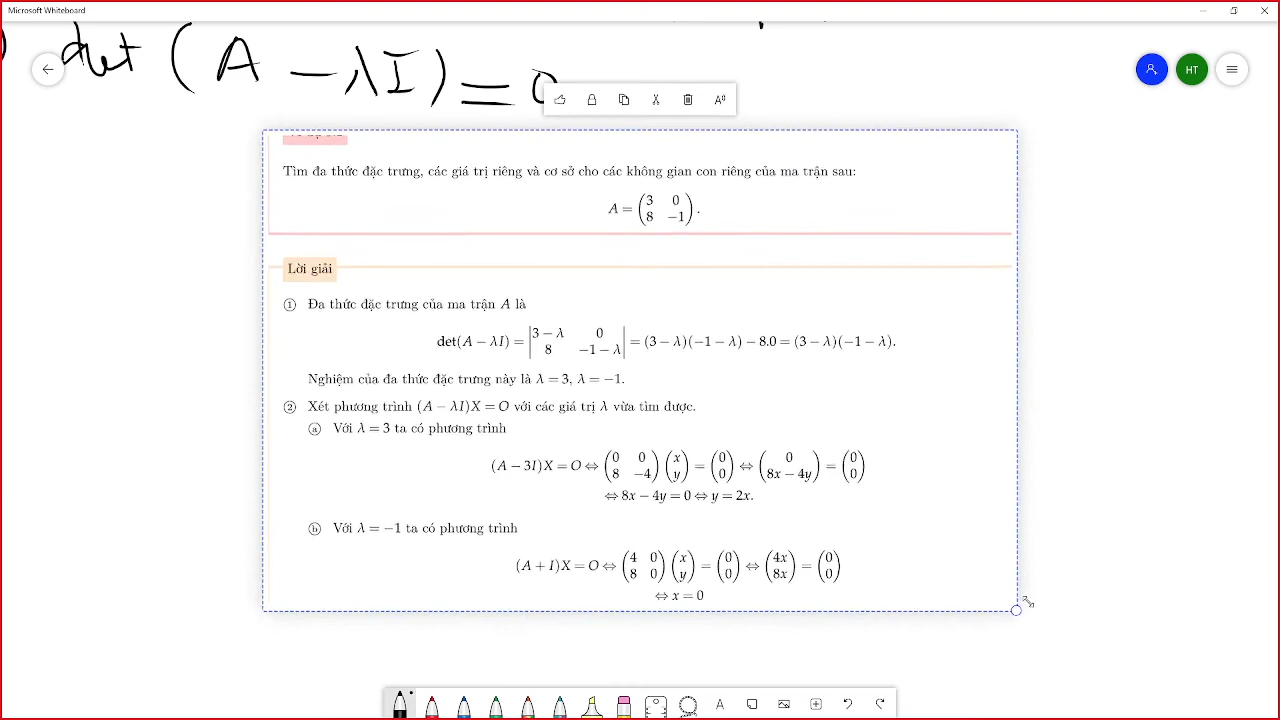 Microsoft Whiteboard
det (A − λI) = 0
HT
Tìm đa thức đặc trưng, các giá trị riêng và cơ sở cho các không gian con riêng của ma trận sau:
A = (3 0; 8 −1).
Lời giải
① Đa thức đặc trưng của ma trận A là
det(A − λI) = |3 − λ 0; 8 −1 − λ| = (3 − λ)(−1 − λ) − 8.0 = (3 − λ)(−1 − λ).
Nghiệm của đa thức đặc trưng này là λ = 3, λ = −1.
② Xét phương trình (A − λI)X = O với các giá trị λ vừa tìm được.
ⓐ Với λ = 3 ta có phương trình
(A − 3I)X = O ⇔ (0 0; 8 −4)(x; y) = (0; 0) ⇔ (0; 8x − 4y) = (0; 0)
⇔ 8x − 4y = 0 ⇔ y = 2x.
ⓑ Với λ = −1 ta có phương trình
(A + I)X = O ⇔ (4 0; 8 0)(x; y) = (0; 0) ⇔ (4x; 8x) = (0; 0)
⇔ x = 0